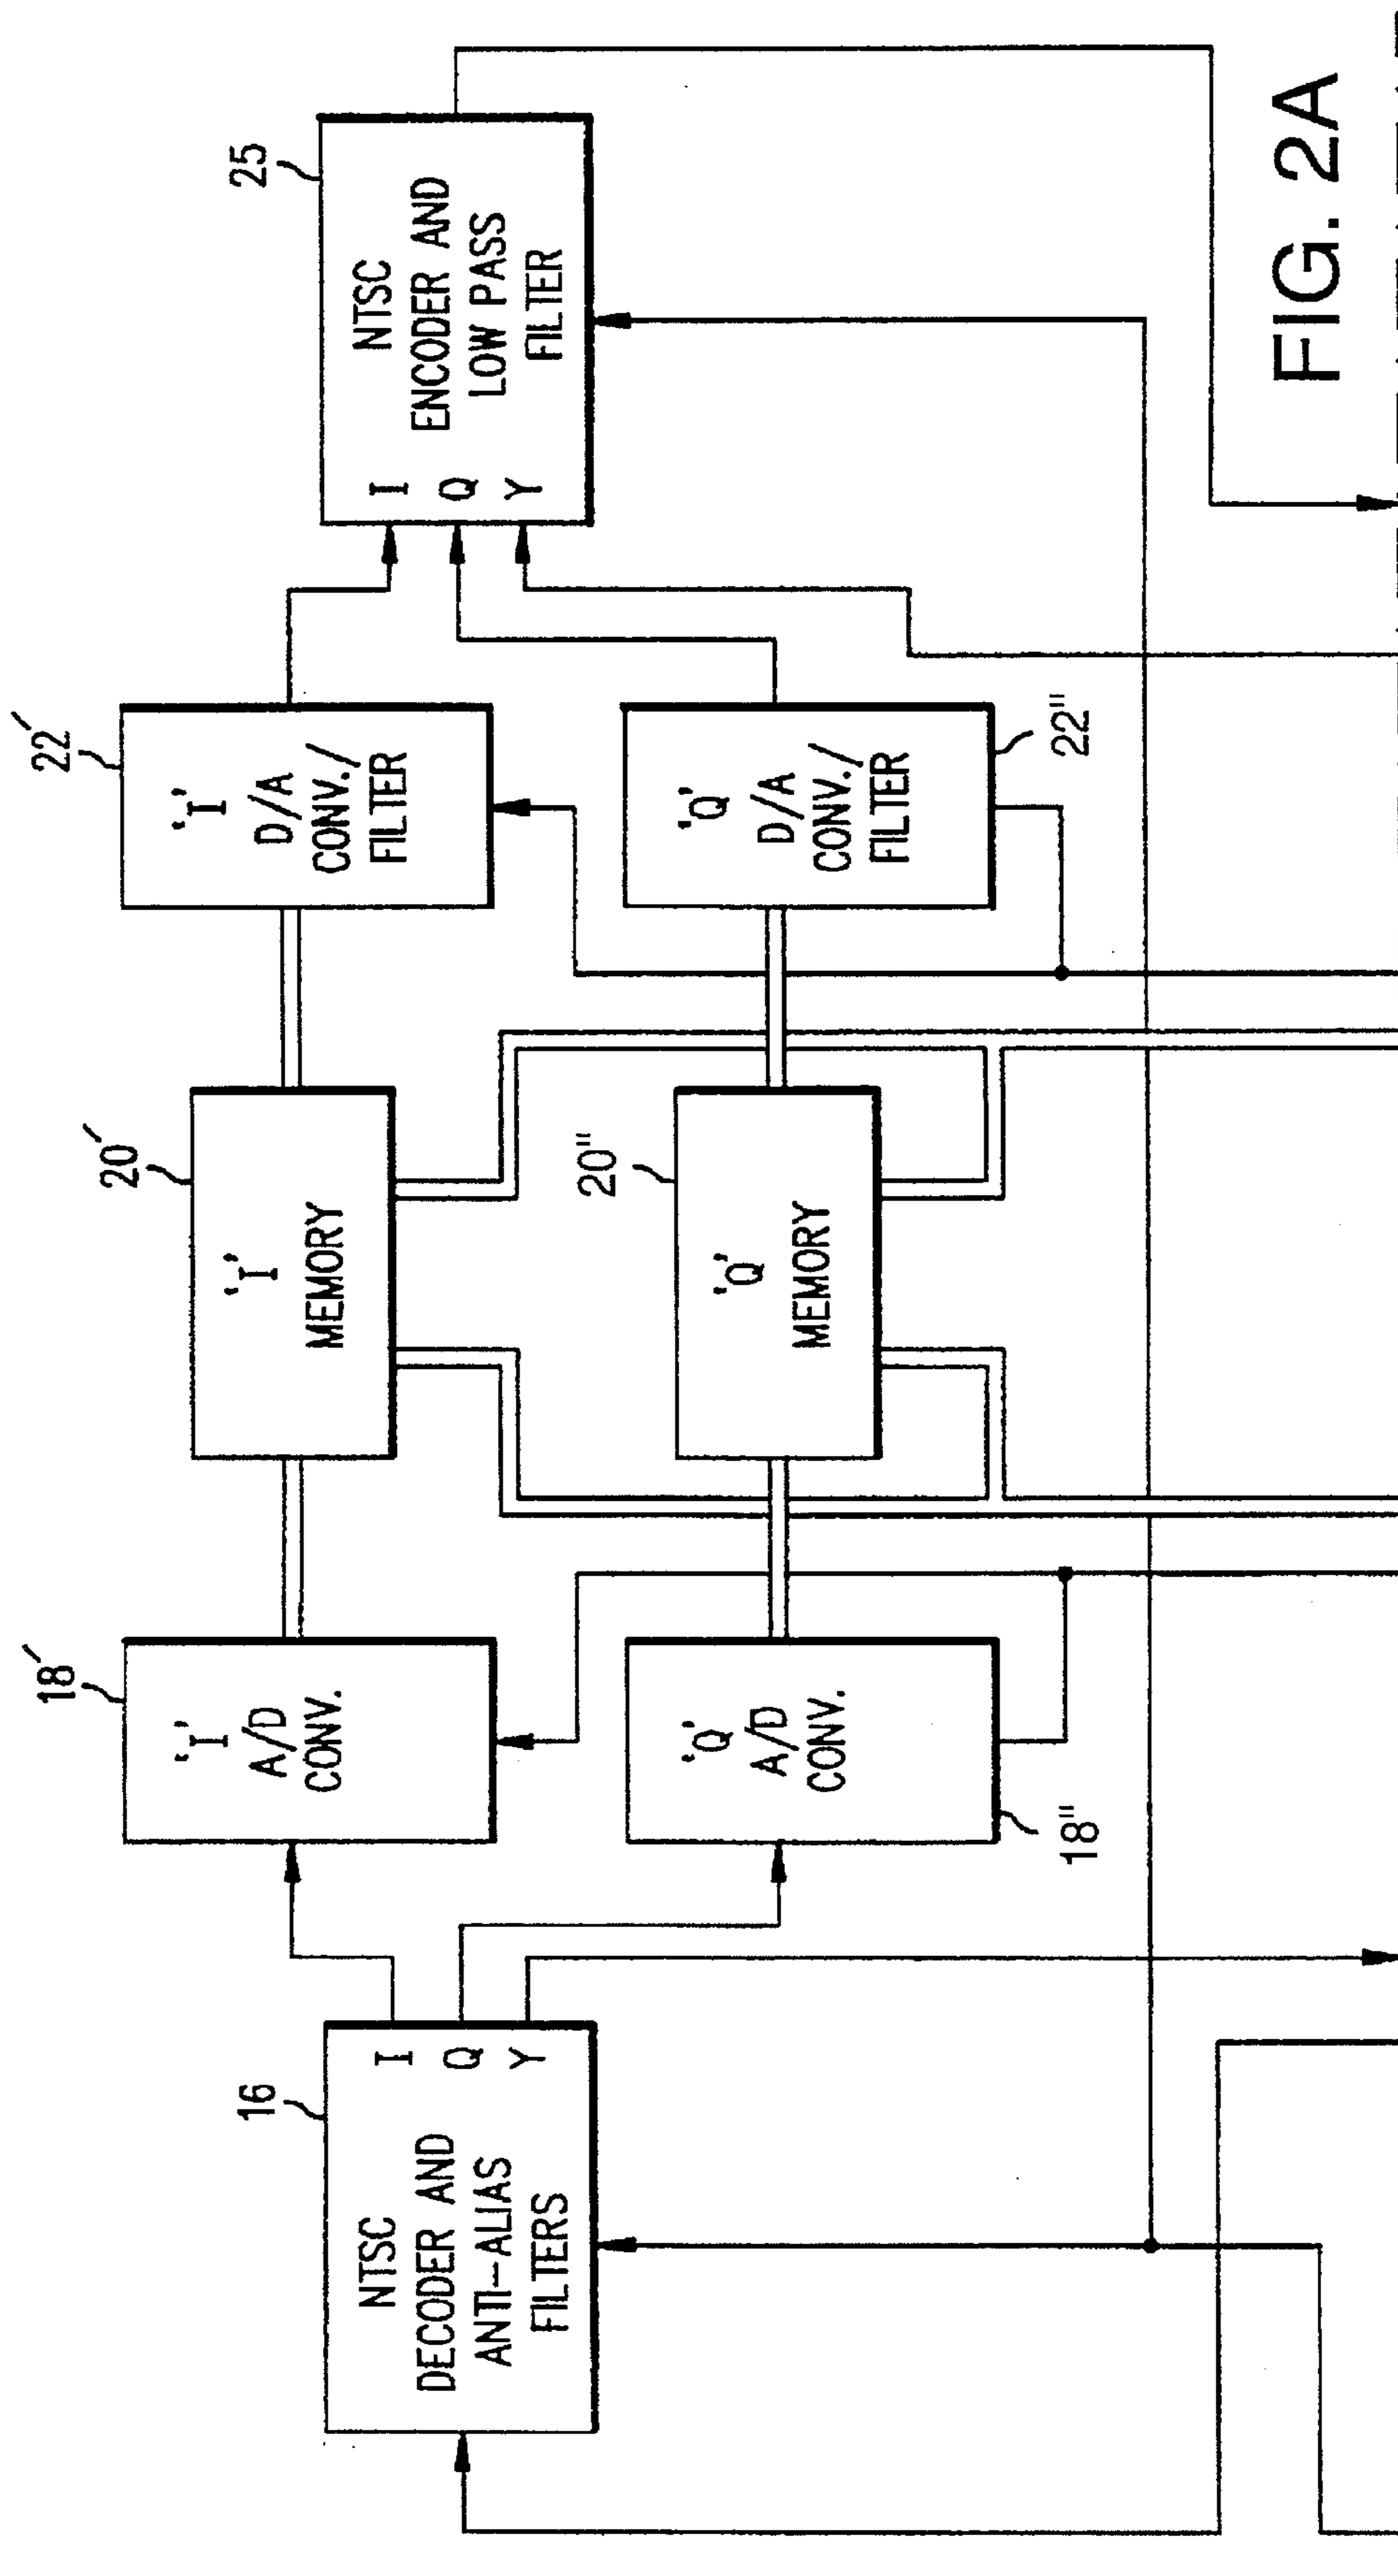 16
NTSC
DECODER AND
ANTI-ALIAS
FILTERS
I
Q
Y
18'
'I'
A/D
CONV.
'Q'
A/D
CONV.
18"
20'
'I'
MEMORY
20"
'Q'
MEMORY
22'
'I'
D/A
CONV./
FILTER
'Q'
D/A
CONV./
FILTER
22"
25
I
Q
Y
NTSC
ENCODER AND
LOW PASS
FILTER
FIG. 2A